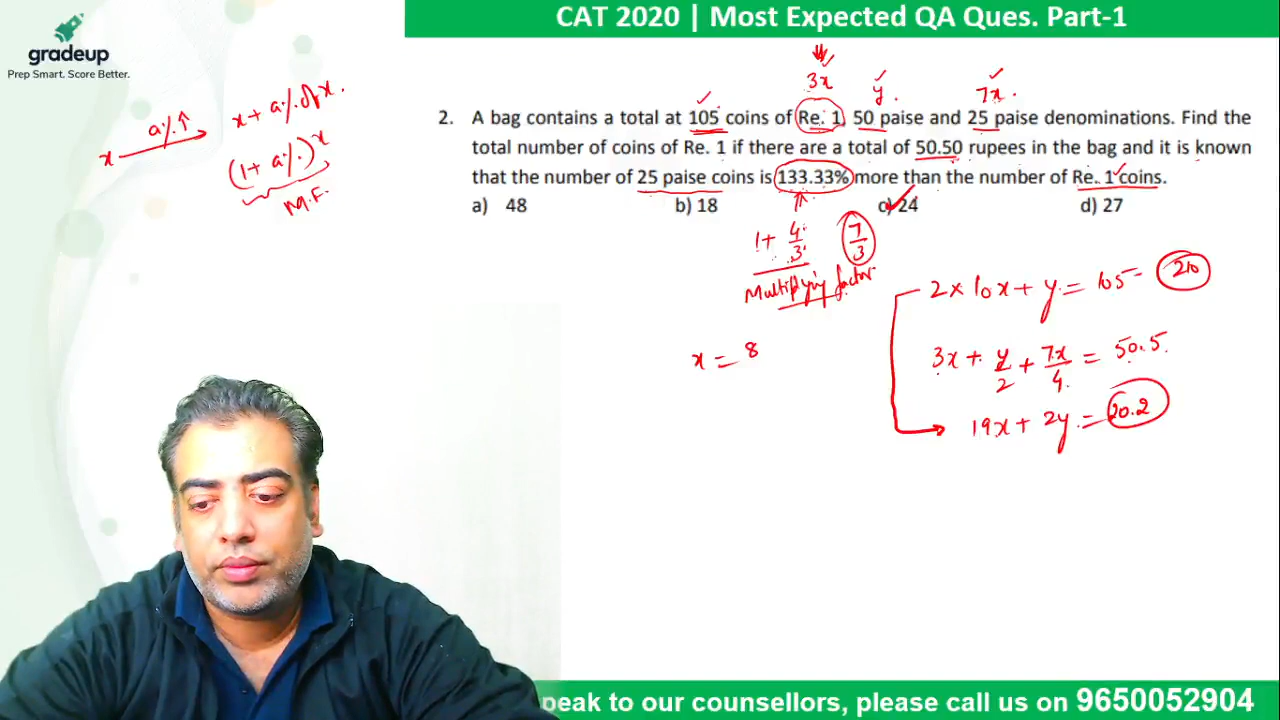 gradeup
Prep Smart. Score Better.
CAT 2020 | Most Expected QA Ques. Part-1
x a%↑ x + a% of x.
(1 + a%) x
M.F
3x y 7x
2. A bag contains a total at 105 coins of Re. 1, 50 paise and 25 paise denominations. Find the
total number of coins of Re. 1 if there are a total of 50.50 rupees in the bag and it is known
that the number of 25 paise coins is 133.33% more than the number of Re. 1 coins.
a) 48 b) 18 c) 24 d) 27
1 + 4/3 7/3
Multiplying factor
2 × 10x + y = 105 210
3x + y/2 + 7x/4 = 50.5
x = 8
19x + 2y = 20.2
peak to our counsellors, please call us on 9650052904